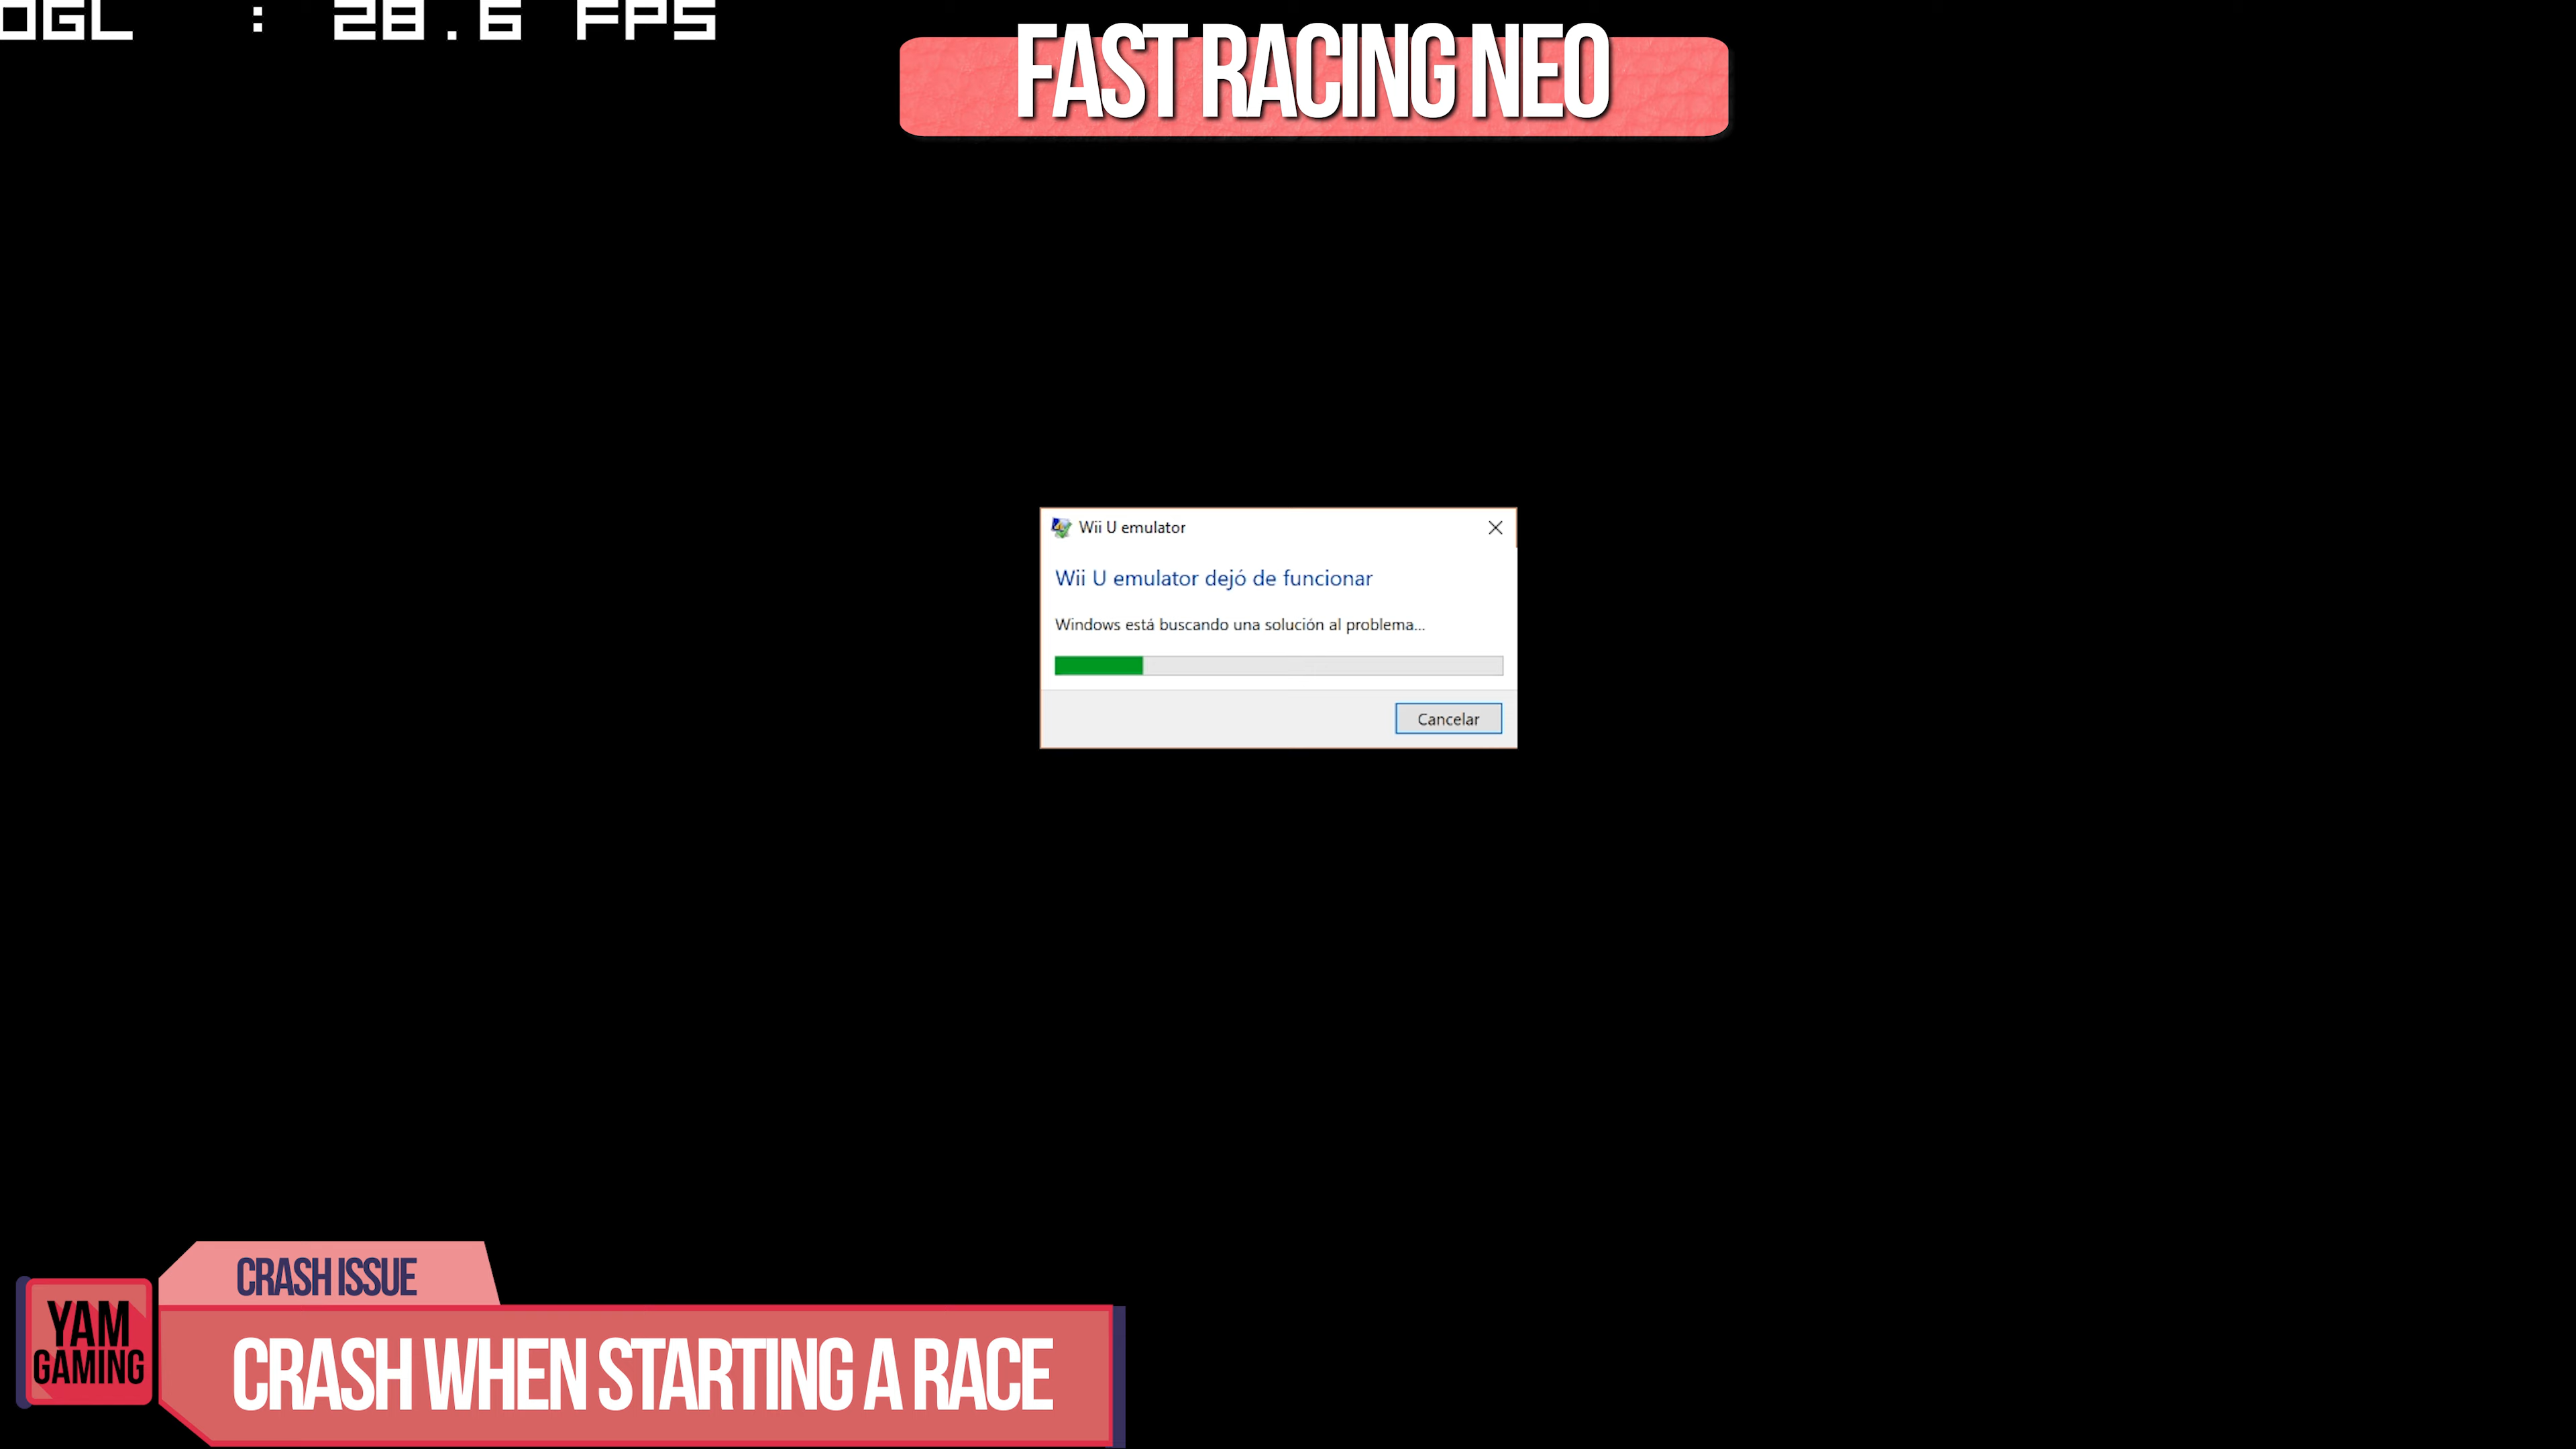 OGL : 28.6 FPS
FAST RACING NEO
Wii U emulator
Wii U emulator dejó de funcionar
Windows está buscando una solución al problema...
Cancelar
CRASH ISSUE
YAM
GAMING
CRASH WHEN STARTING A RACE